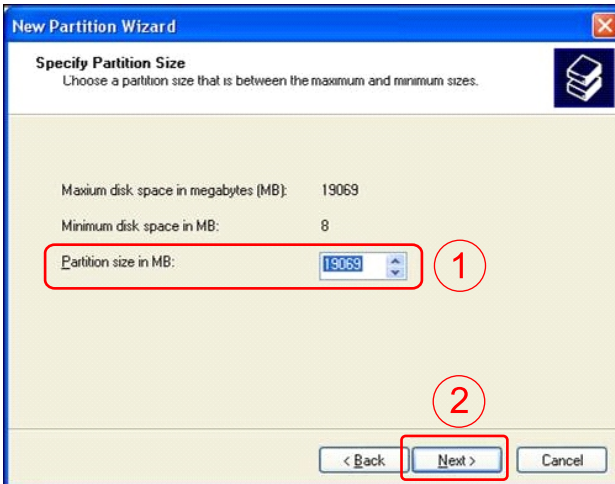 New Partition Wizard
Specify Partition Size
Choose a partition size that is between the maximum and minimum sizes.
Maxium disk space in megabytes (MB): 19069
Minimum disk space in MB: 8
Partition size in MB: 19069
1
2
< Back Next > Cancel